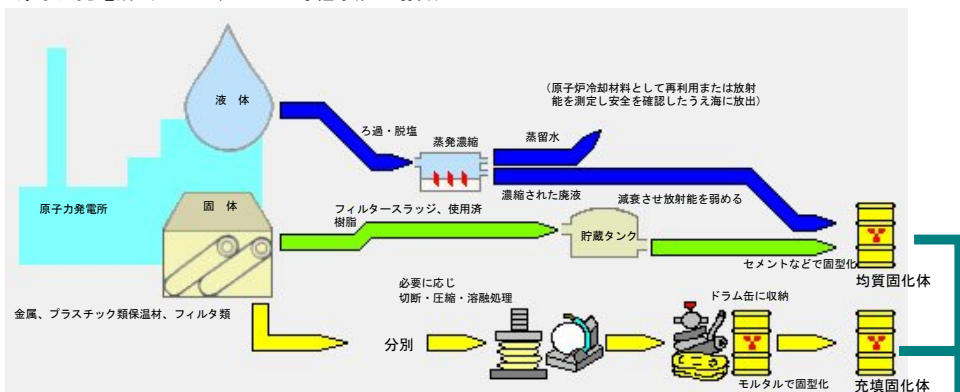 液 体
(原子炉冷却材料として再利用または放射
能を測定し安全を確認したうえ海に放出)
ろ過・脱塩
蒸発濃縮
蒸留水
原子力発電所
固 体
フィルタースラッジ、使用済
樹脂
濃縮された廃液
減衰させ放射能を弱める
貯蔵タンク
セメントなどで固型化
均質固化体
金属、プラスチック類保温材、フィルタ類
必要に応じ
切断・圧縮・溶融処理
分別
ドラム缶に収納
モルタルで固型化
充填固化体